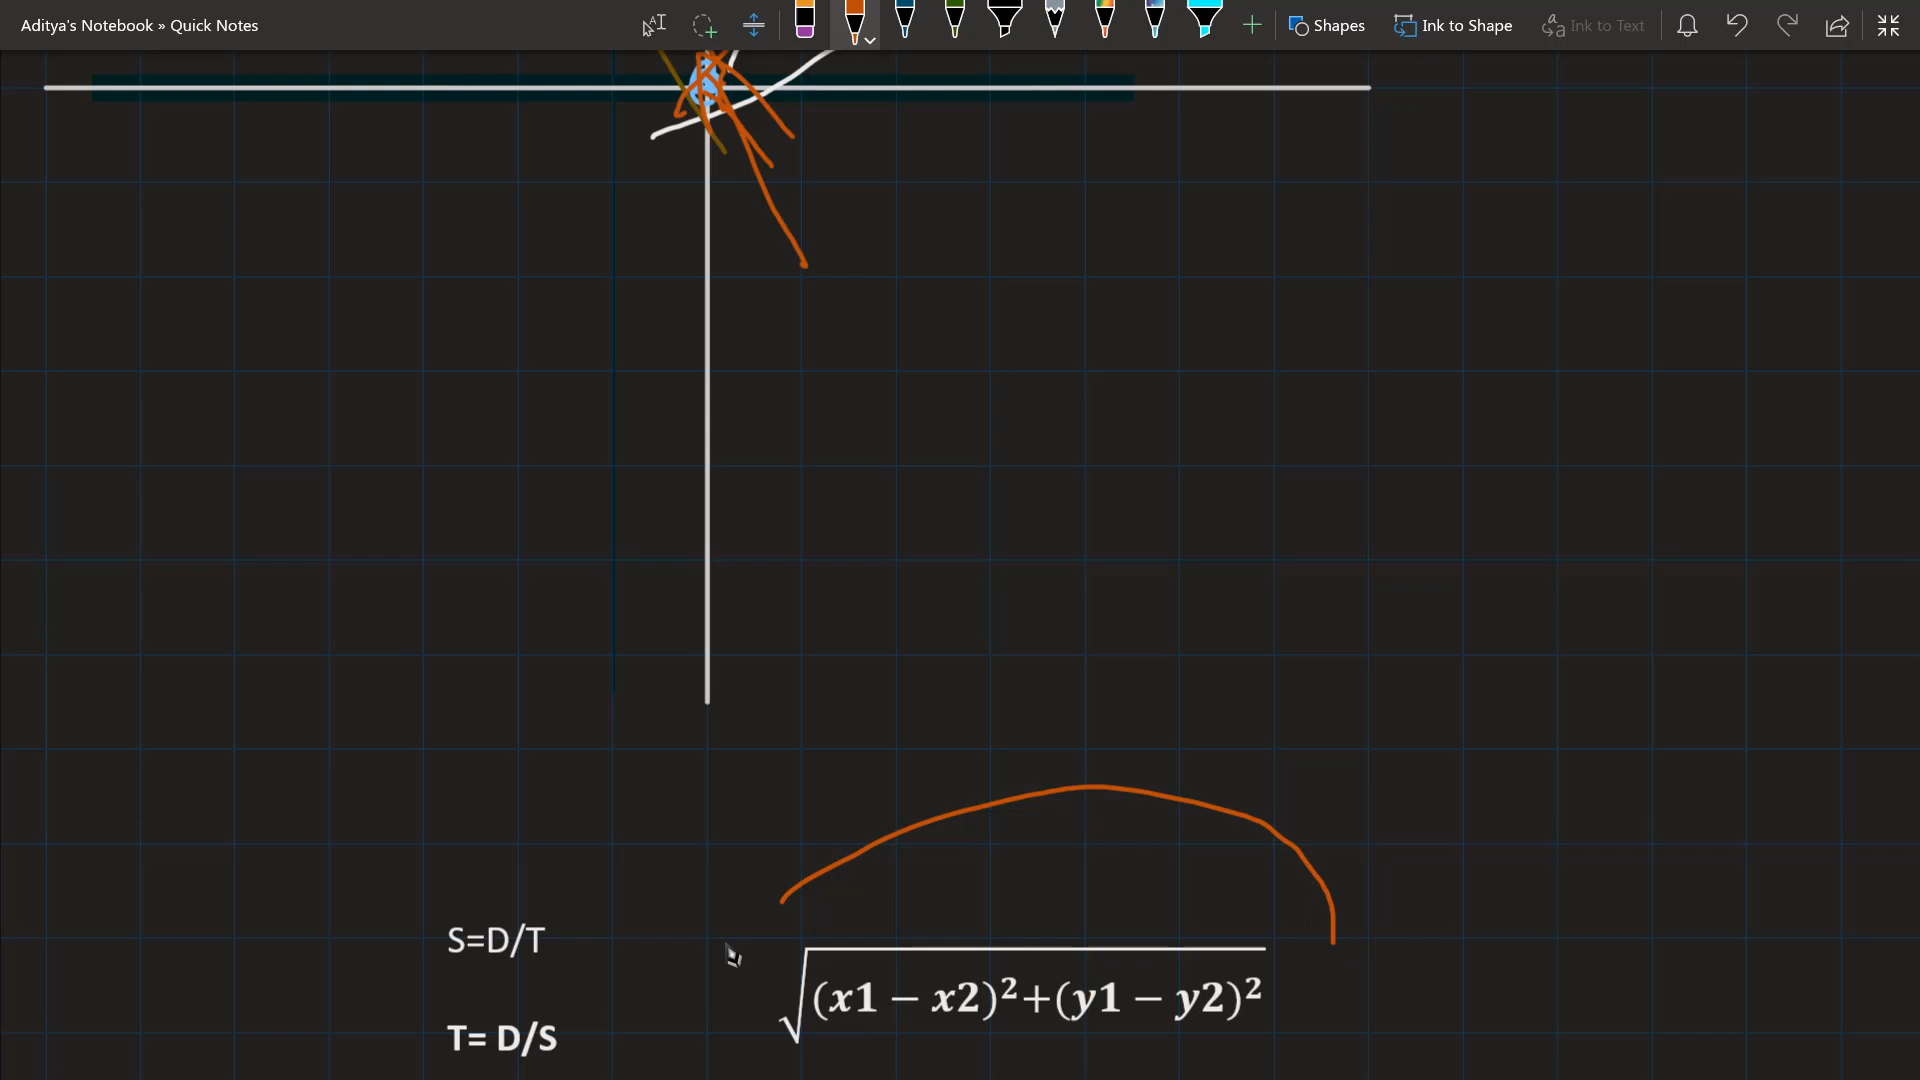 Aditya's Notebook » Quick Notes
Shapes
Ink to Shape
Ink to Text
S=D/T
√(x1 − x2)²+(y1 − y2)²
T= D/S